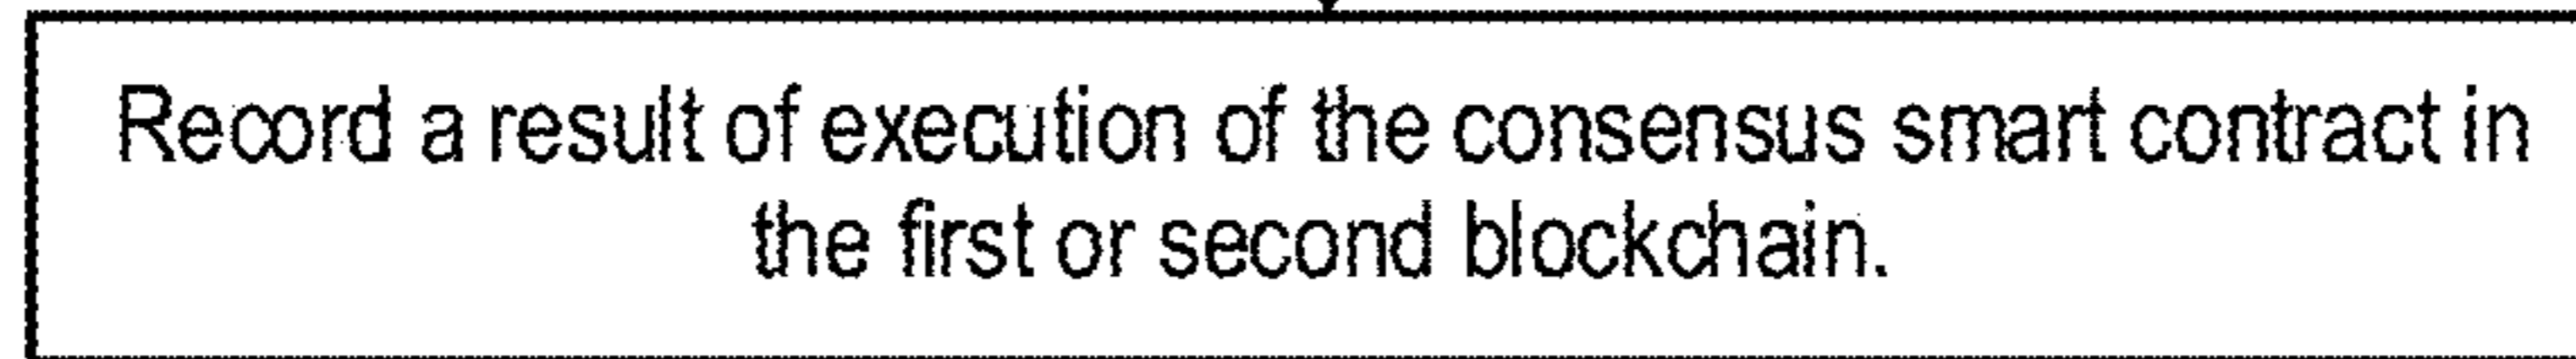 Record a result of execution of the consensus smart contract in
the first or second blockchain.